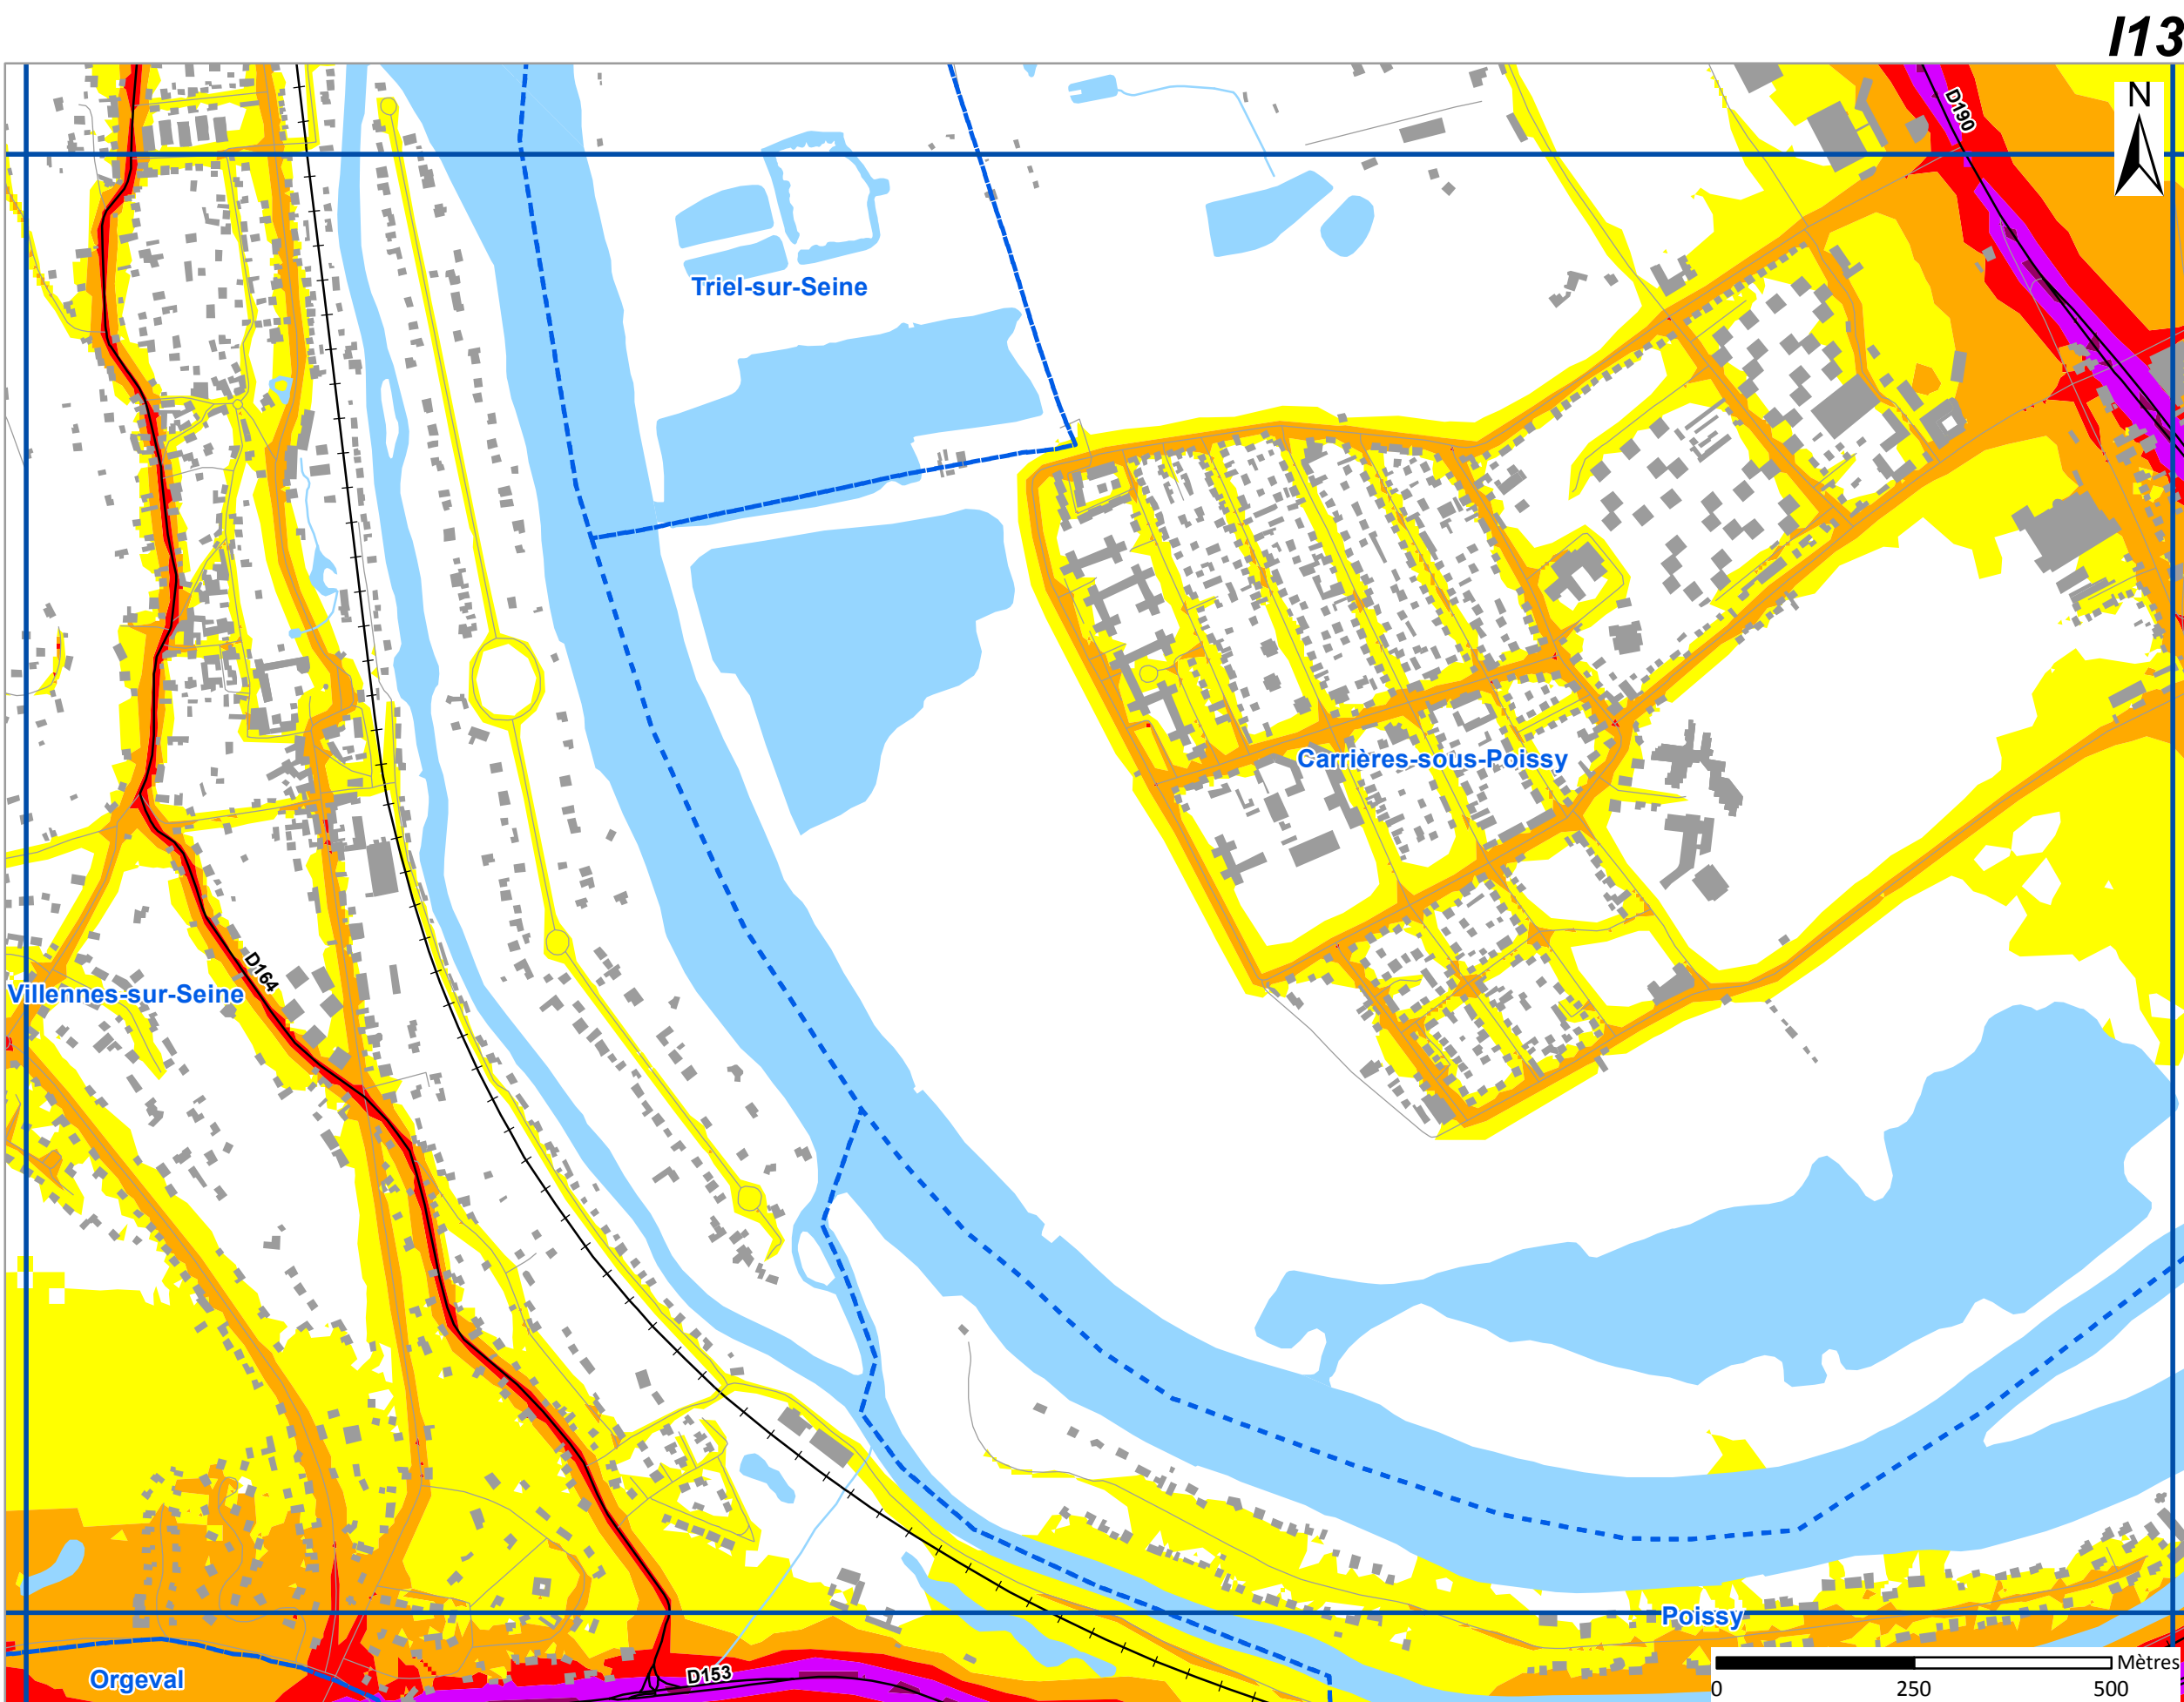 I13
D190
N
Triel-sur-Seine
Carrières-sous-Poissy
D164
Villennes-sur-Seine
Poissy
Orgeval
D153
Mètres
0 250 500